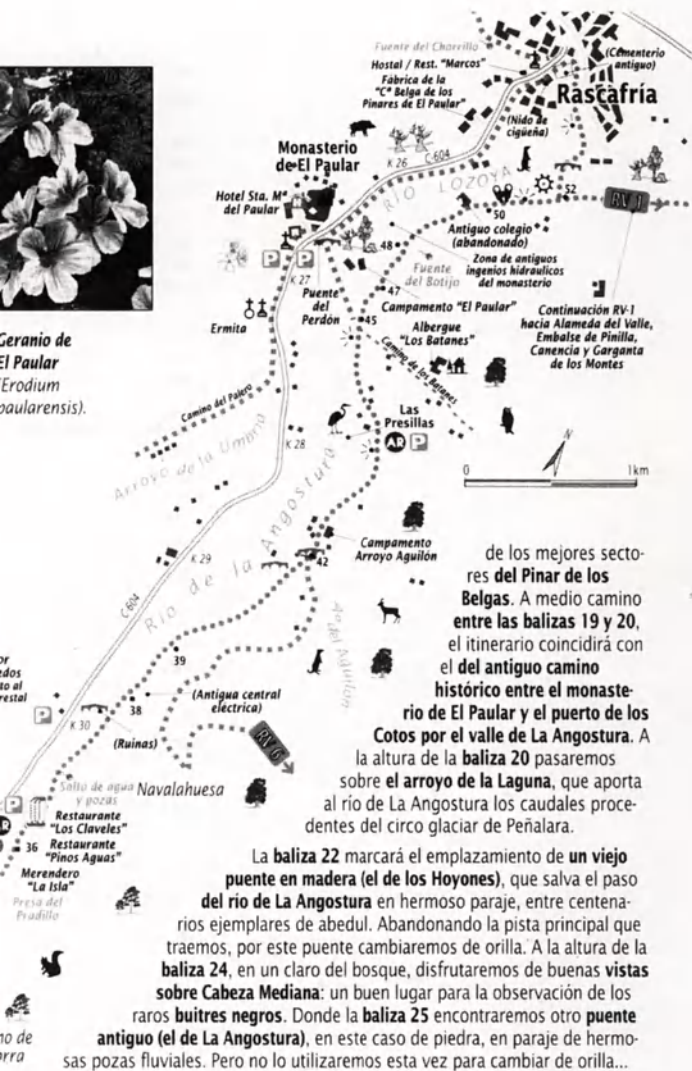 Fuente del Chorrillo
Hostal / Rest. "Marcos"
Fábrica de la
"Cª Belga de los
Pinares de El Paular"
(Cementerio
antiguo)
Rascafría
(Nido de
cigüeña)
Monasterio
de El Paular
K 26
C-604
RÍO LOZOYA
Hotel Sta. Mª
del Paular
RV 1
52
50
Antiguo colegio
(abandonado)
48
Zona de antiguos
ingenios hidraulicos
del monasterio
P P
K 27
Fuente
del Botijo
Puente
del
Perdón
47
Campamento "El Paular"
Ermita
45
Albergue
"Los Batanes"
Continuación RV-1
hacia Alameda del Valle,
Embalse de Pinilla,
Canencia y Garganta
de los Montes
Camino de los Batanes
Geranio de
El Paular
(Erodium
paularensis).
Camino del Palero
Las
Presillas
AR P
Arroyo de la Umbría
K 28
N
0 1km
Río de la Angostura
Campamento
Arroyo Aguilón
42
K 29
C-604
Aº del Aguilón
39
38
(Antigua central
eléctrica)
P
K 30
(Ruinas)
RV 6
Salto de agua
y pozas
Navalahuesa
P
Restaurante
"Los Claveles"
36 Restaurante
"Pinos Aguas"
Merendero
"La Isla"
Presa del
Pradillo
de los mejores secto-
res del Pinar de los
Belgas. A medio camino
entre las balizas 19 y 20,
el itinerario coincidirá con
el del antiguo camino
histórico entre el monaste-
rio de El Paular y el puerto de los
Cotos por el valle de La Angostura. A
la altura de la baliza 20 pasaremos
sobre el arroyo de la Laguna, que aporta
al río de La Angostura los caudales proce-
dentes del circo glaciar de Peñalara.
La baliza 22 marcará el emplazamiento de un viejo
puente en madera (el de los Hoyones), que salva el paso
del río de La Angostura en hermoso paraje, entre centena-
rios ejemplares de abedul. Abandonando la pista principal que
traemos, por este puente cambiaremos de orilla. A la altura de la
baliza 24, en un claro del bosque, disfrutaremos de buenas vistas
sobre Cabeza Mediana: un buen lugar para la observación de los
raros buitres negros. Donde la baliza 25 encontraremos otro puente
antiguo (el de La Angostura), en este caso de piedra, en paraje de hermo-
sas pozas fluviales. Pero no lo utilizaremos esta vez para cambiar de orilla...